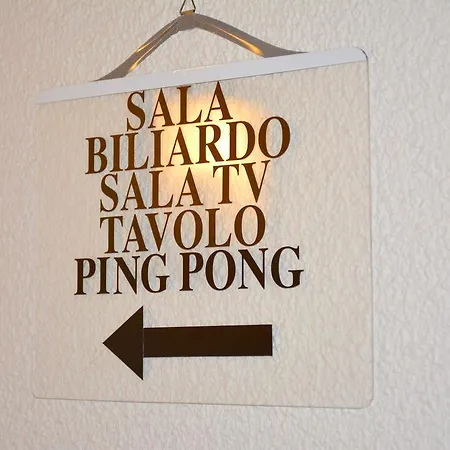 SALA
BILIARDO
SALA TV
TAVOLO
PING PONG